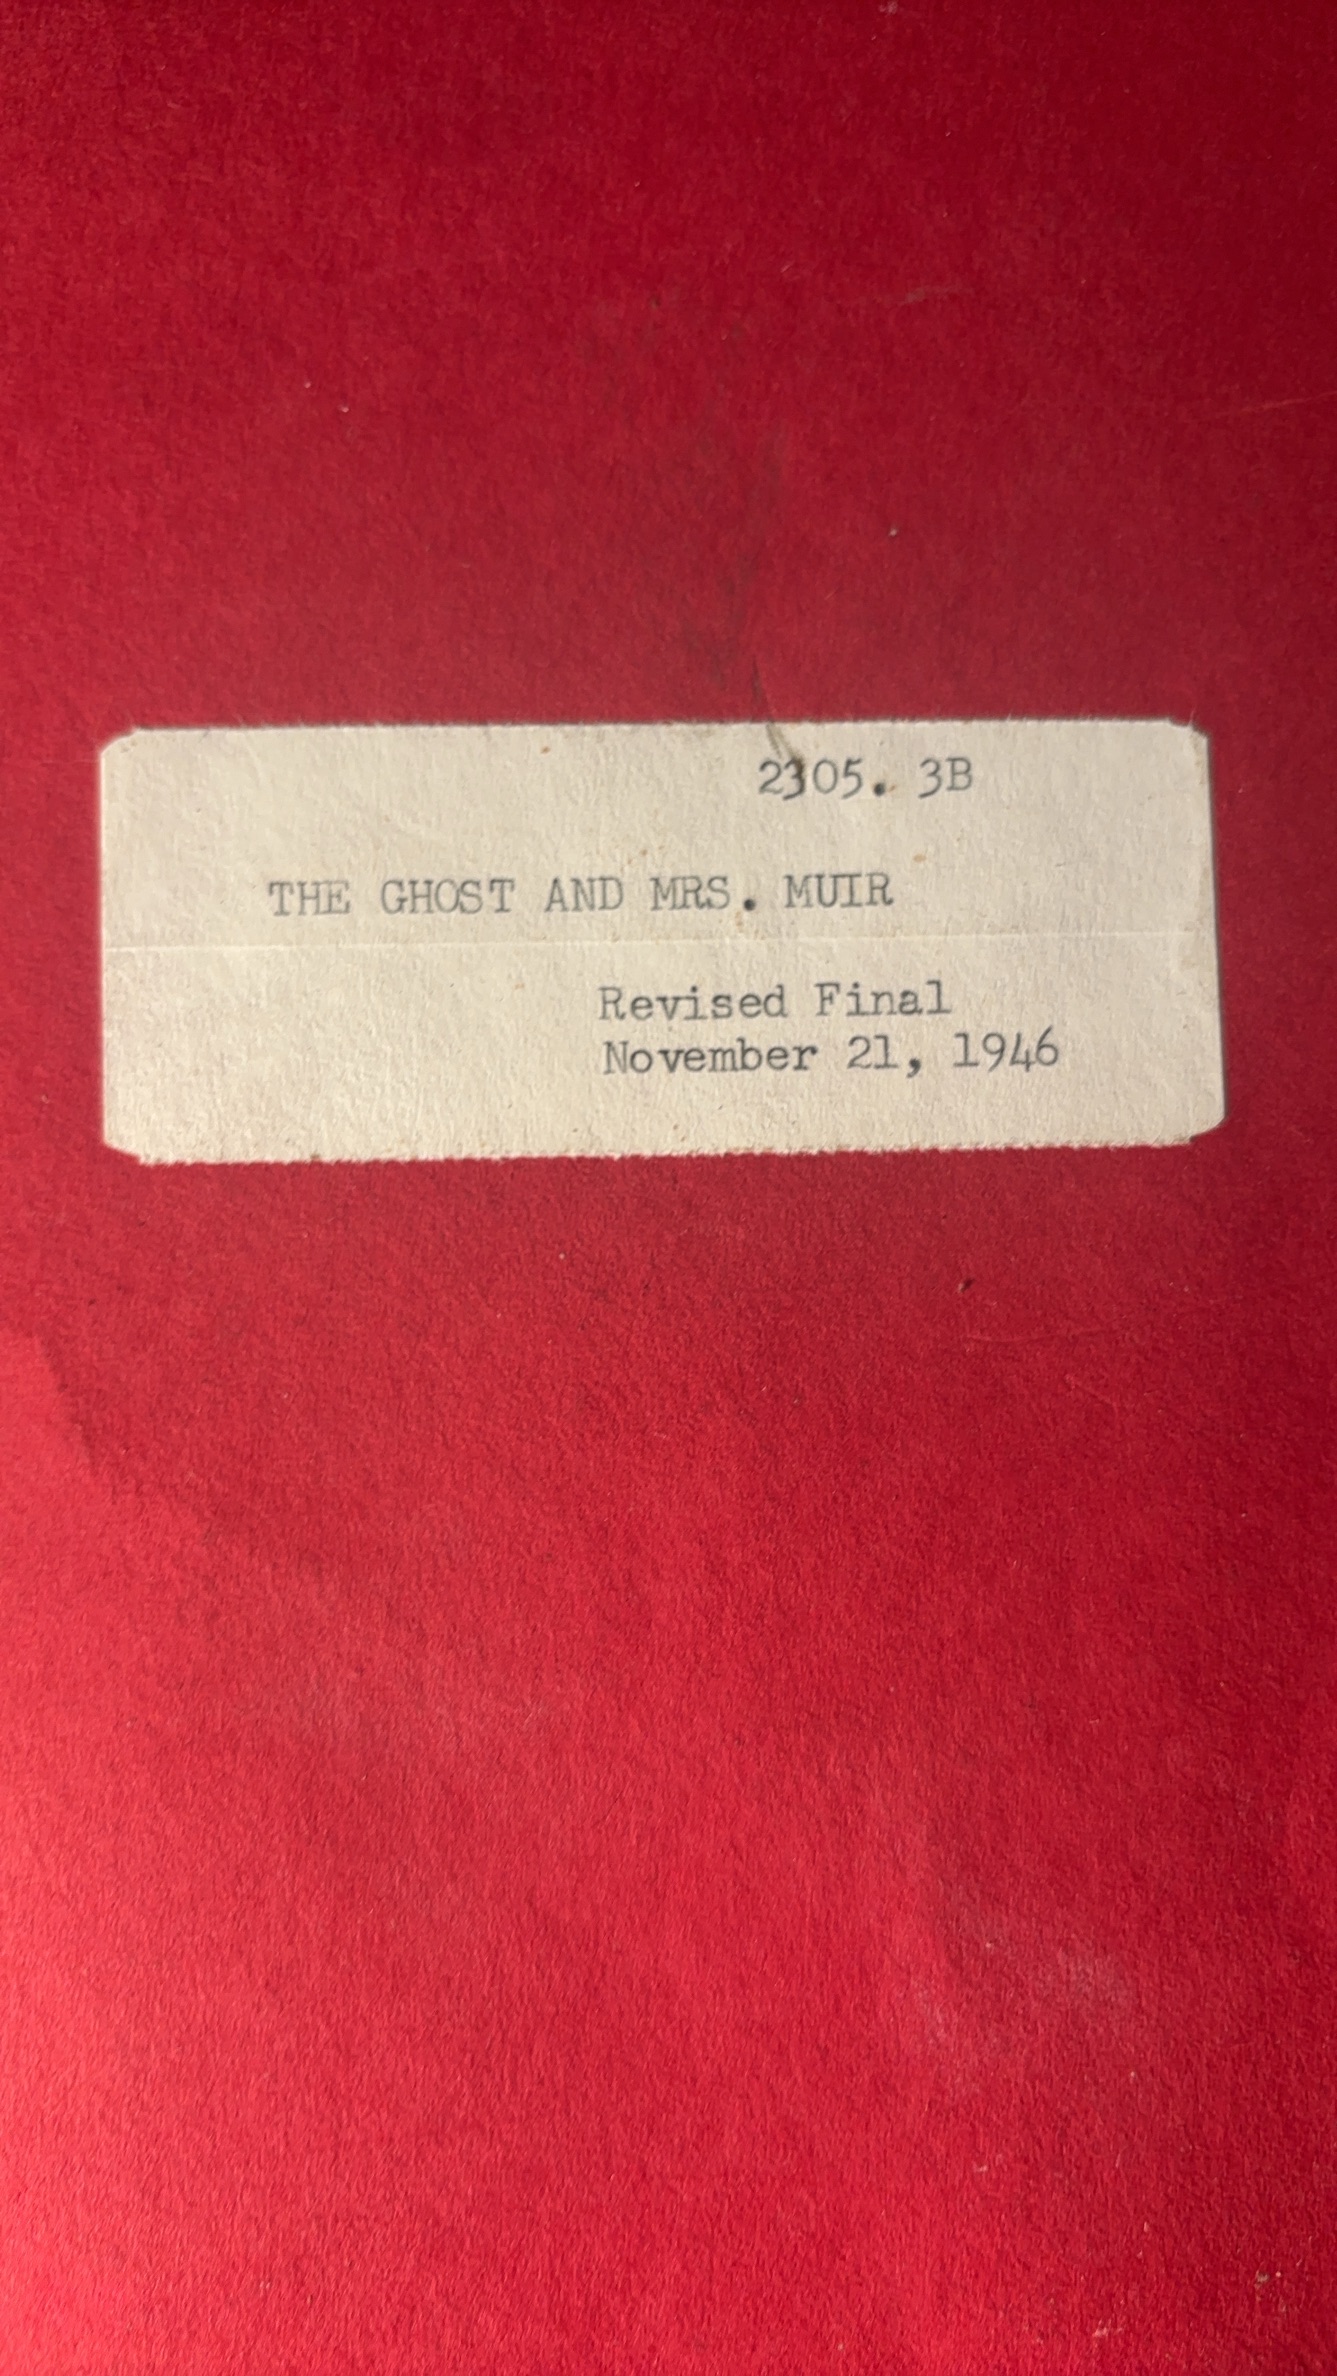 2305. 3B
THE GHOST AND MRS. MUIR
Revised Final
November 21, 1946